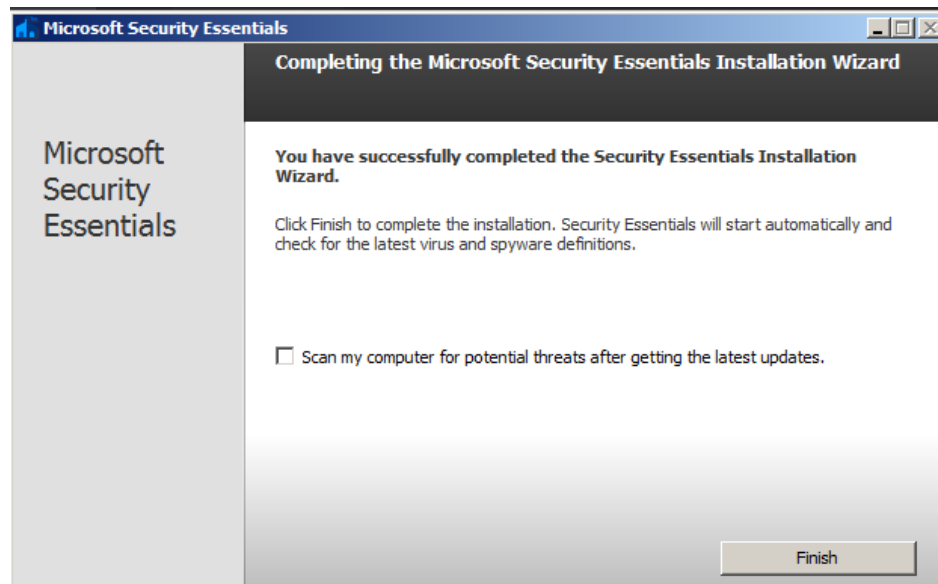 Microsoft Security Essentials
Completing the Microsoft Security Essentials Installation Wizard
Microsoft
Security
Essentials
You have successfully completed the Security Essentials Installation
Wizard.
Click Finish to complete the installation. Security Essentials will start automatically and
check for the latest virus and spyware definitions.
Scan my computer for potential threats after getting the latest updates.
Finish